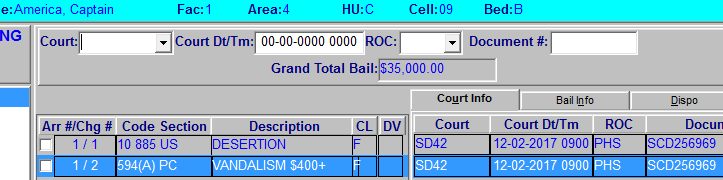 e:America, Captain Fac:1 Area:4 HU:C Cell:09 Bed:B
NG
Court: Court Dt/Tm: 00-00-0000 0000 ROC: Document #:
Grand Total Bail: $35,000.00
Court Info Bail Info Dispo
Arr #/Chg # Code Section Description CL DV Court Court Dt/Tm ROC Docum
1 / 1 10 885 US DESERTION F SD42 12-02-2017 0900 PHS SCD256969
1 / 2 594(A) PC VANDALISM $400+ F SD42 12-02-2017 0900 PHS SCD256969